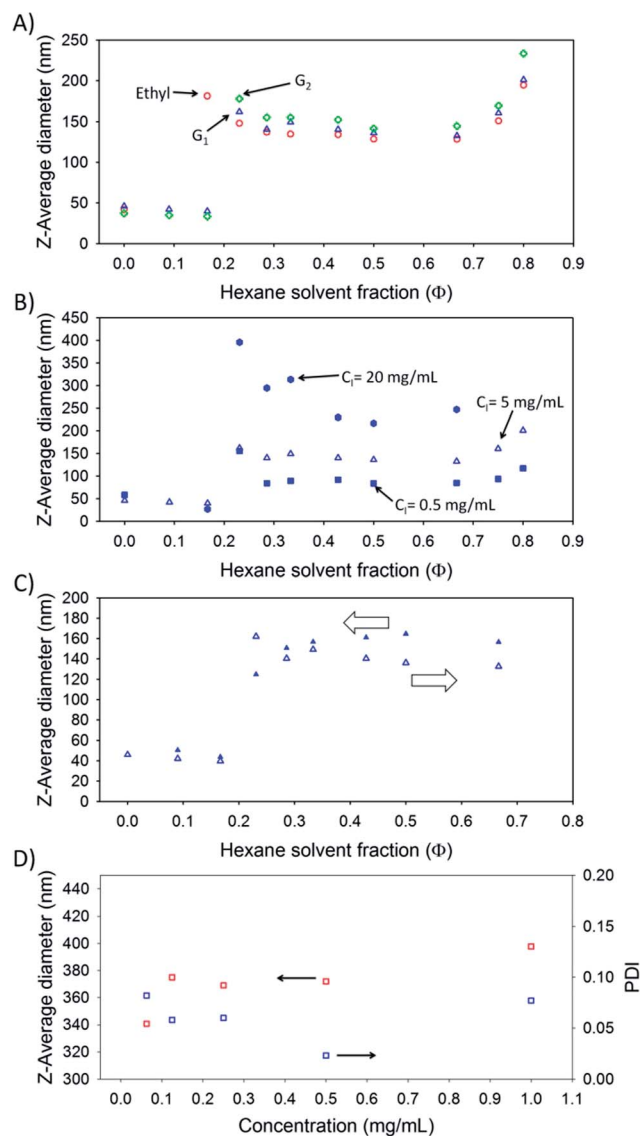 A)
Z-Average diameter (nm)
250
200
150
100
50
0
Ethyl
G₂
G₁
0.0 0.1 0.2 0.3 0.4 0.5 0.6 0.7 0.8 0.9
Hexane solvent fraction (Φ)
B)
Z-Average diameter (nm)
450
400
350
300
250
200
150
100
50
0
Cᵢ= 20 mg/mL
Cᵢ= 5 mg/mL
Cᵢ= 0.5 mg/mL
0.0 0.1 0.2 0.3 0.4 0.5 0.6 0.7 0.8 0.9
Hexane solvent fraction (Φ)
C)
Z-Average diameter (nm)
200
180
160
140
120
100
80
60
40
20
0
0.0 0.1 0.2 0.3 0.4 0.5 0.6 0.7 0.8
Hexane solvent fraction (Φ)
D)
Z-Average diameter (nm)
440
420
400
380
360
340
320
300
0.20
0.15
0.10
0.05
0.00
PDI
0.0 0.1 0.2 0.3 0.4 0.5 0.6 0.7 0.8 0.9 1.0 1.1
Concentration (mg/mL)